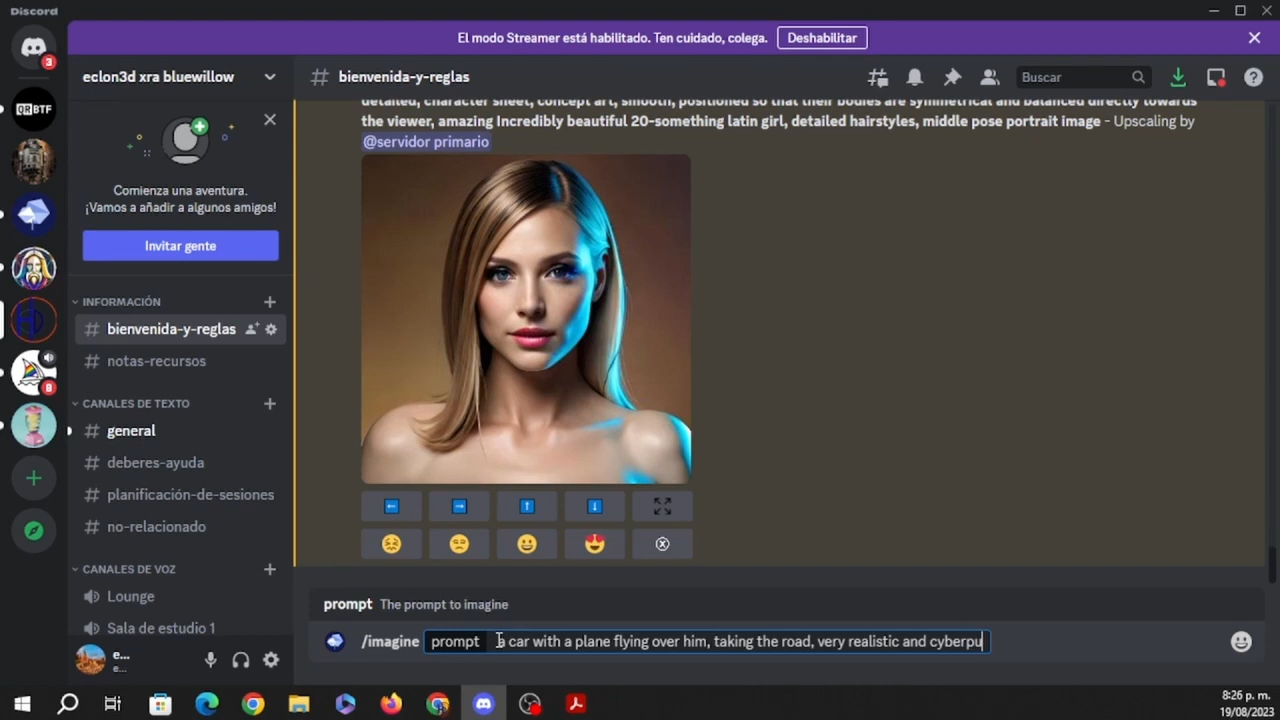 Discord
El modo Streamer está habilitado. Ten cuidado, colega.
Deshabilitar
3
QRBTF
8
eclon3d xra bluewillow
Comienza una aventura.
¡Vamos a añadir a algunos amigos!
Invitar gente
INFORMACIÓN
bienvenida-y-reglas
notas-recursos
CANALES DE TEXTO
general
deberes-ayuda
planificación-de-sesiones
no-relacionado
CANALES DE VOZ
Lounge
Sala de estudio 1
e...
e...
bienvenida-y-reglas
Buscar
detailed, character sheet, concept art, smooth, positioned so that their bodies are symmetrical and balanced directly towards
the viewer, amazing Incredibly beautiful 20-something latin girl, detailed hairstyles, middle pose portrait image - Upscaling by
@servidor primario
prompt The prompt to imagine
/imagine prompt a car with a plane flying over him, taking the road, very realistic and cyberpu
8:26 p. m.
19/08/2023